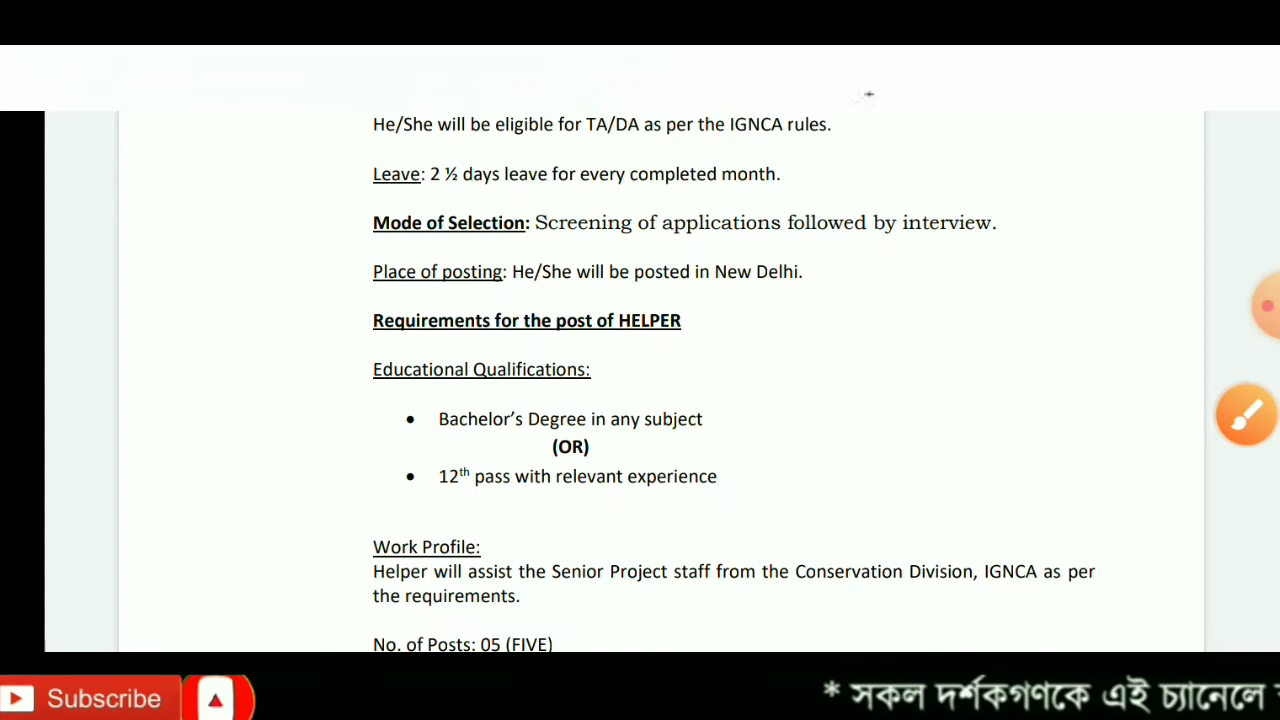 He/She will be eligible for TA/DA as per the IGNCA rules.
Leave: 2 ½ days leave for every completed month.
Mode of Selection: Screening of applications followed by interview.
Place of posting: He/She will be posted in New Delhi.
Requirements for the post of HELPER
Educational Qualifications:
• Bachelor’s Degree in any subject
(OR)
• 12th pass with relevant experience
Work Profile:
Helper will assist the Senior Project staff from the Conservation Division, IGNCA as per
the requirements.
No. of Posts: 05 (FIVE)
Subscribe
* সকল দর্শকগণকে এই চ্যানেলে